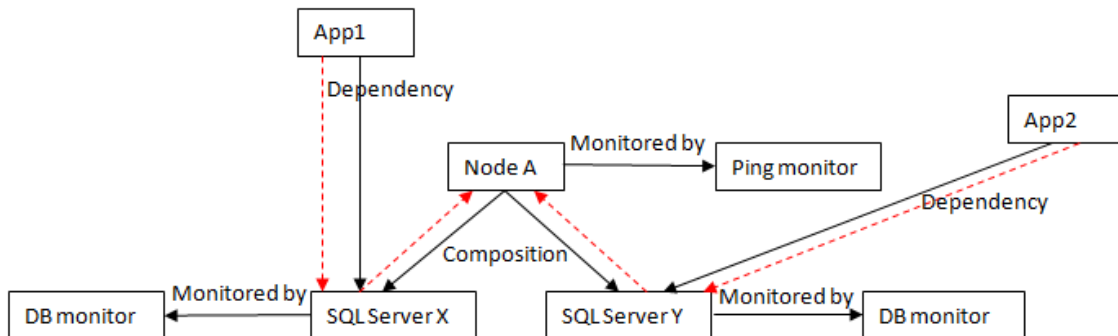 App1
Dependency
App2
Monitored by
Node A
Ping monitor
Dependency
Composition
Monitored by
Monitored by
DB monitor
SQL Server X
SQL Server Y
DB monitor